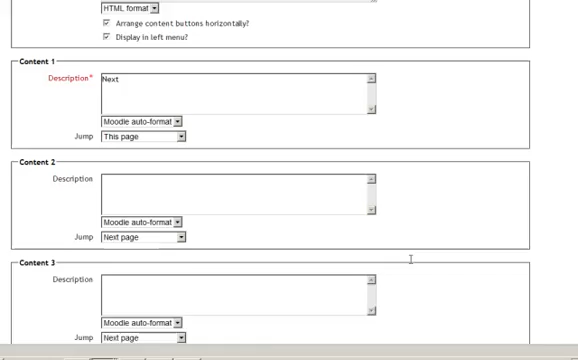 HTML format
Arrange content buttons horizontally?
Display in left menu?
Content 1
Description*
Next
Moodle auto-format
Jump
This page
Content 2
Description
Moodle auto-format
Jump
Next page
Content 3
Description
Moodle auto-format
Jump
Next page